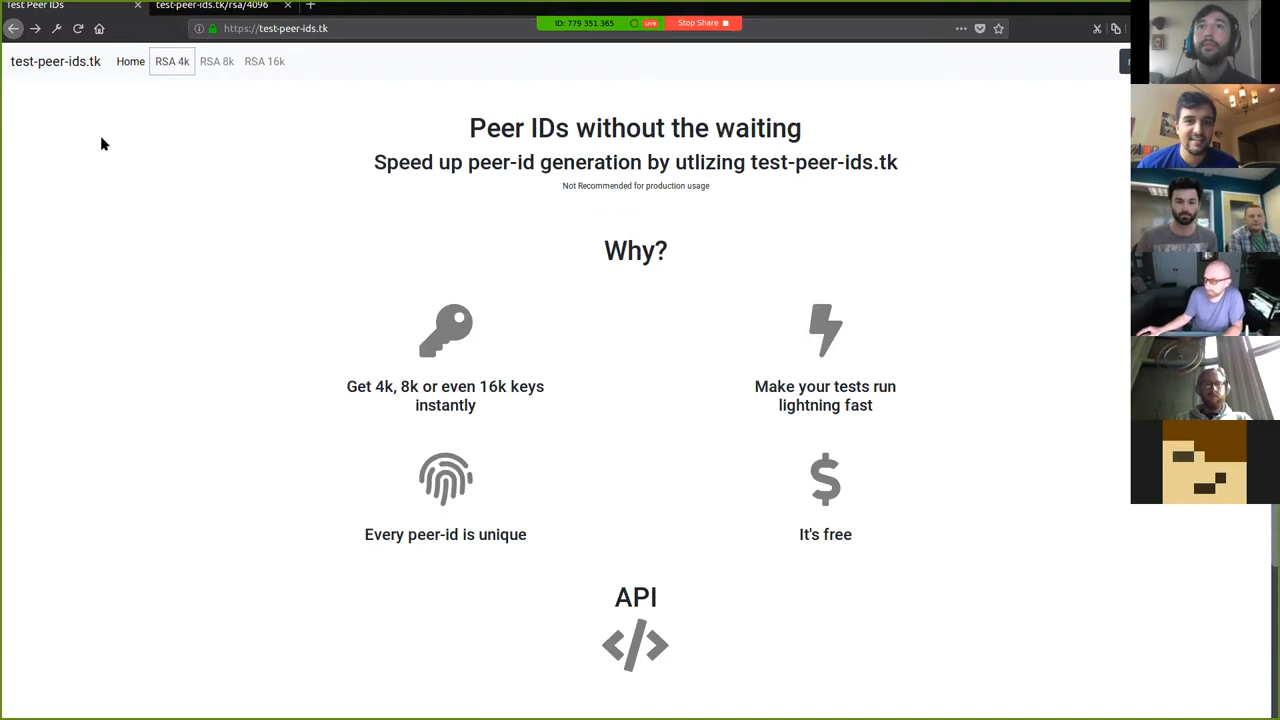 Test Peer IDs
test-peer-ids.tk/rsa/4096
https://test-peer-ids.tk
ID: 779 351 365
LIVE
Stop Share
test-peer-ids.tk
Home
RSA 4k
RSA 8k
RSA 16k
Peer IDs without the waiting
Speed up peer-id generation by utlizing test-peer-ids.tk
Not Recommended for production usage
Why?
Get 4k, 8k or even 16k keys
instantly
Make your tests run
lightning fast
Every peer-id is unique
It's free
API